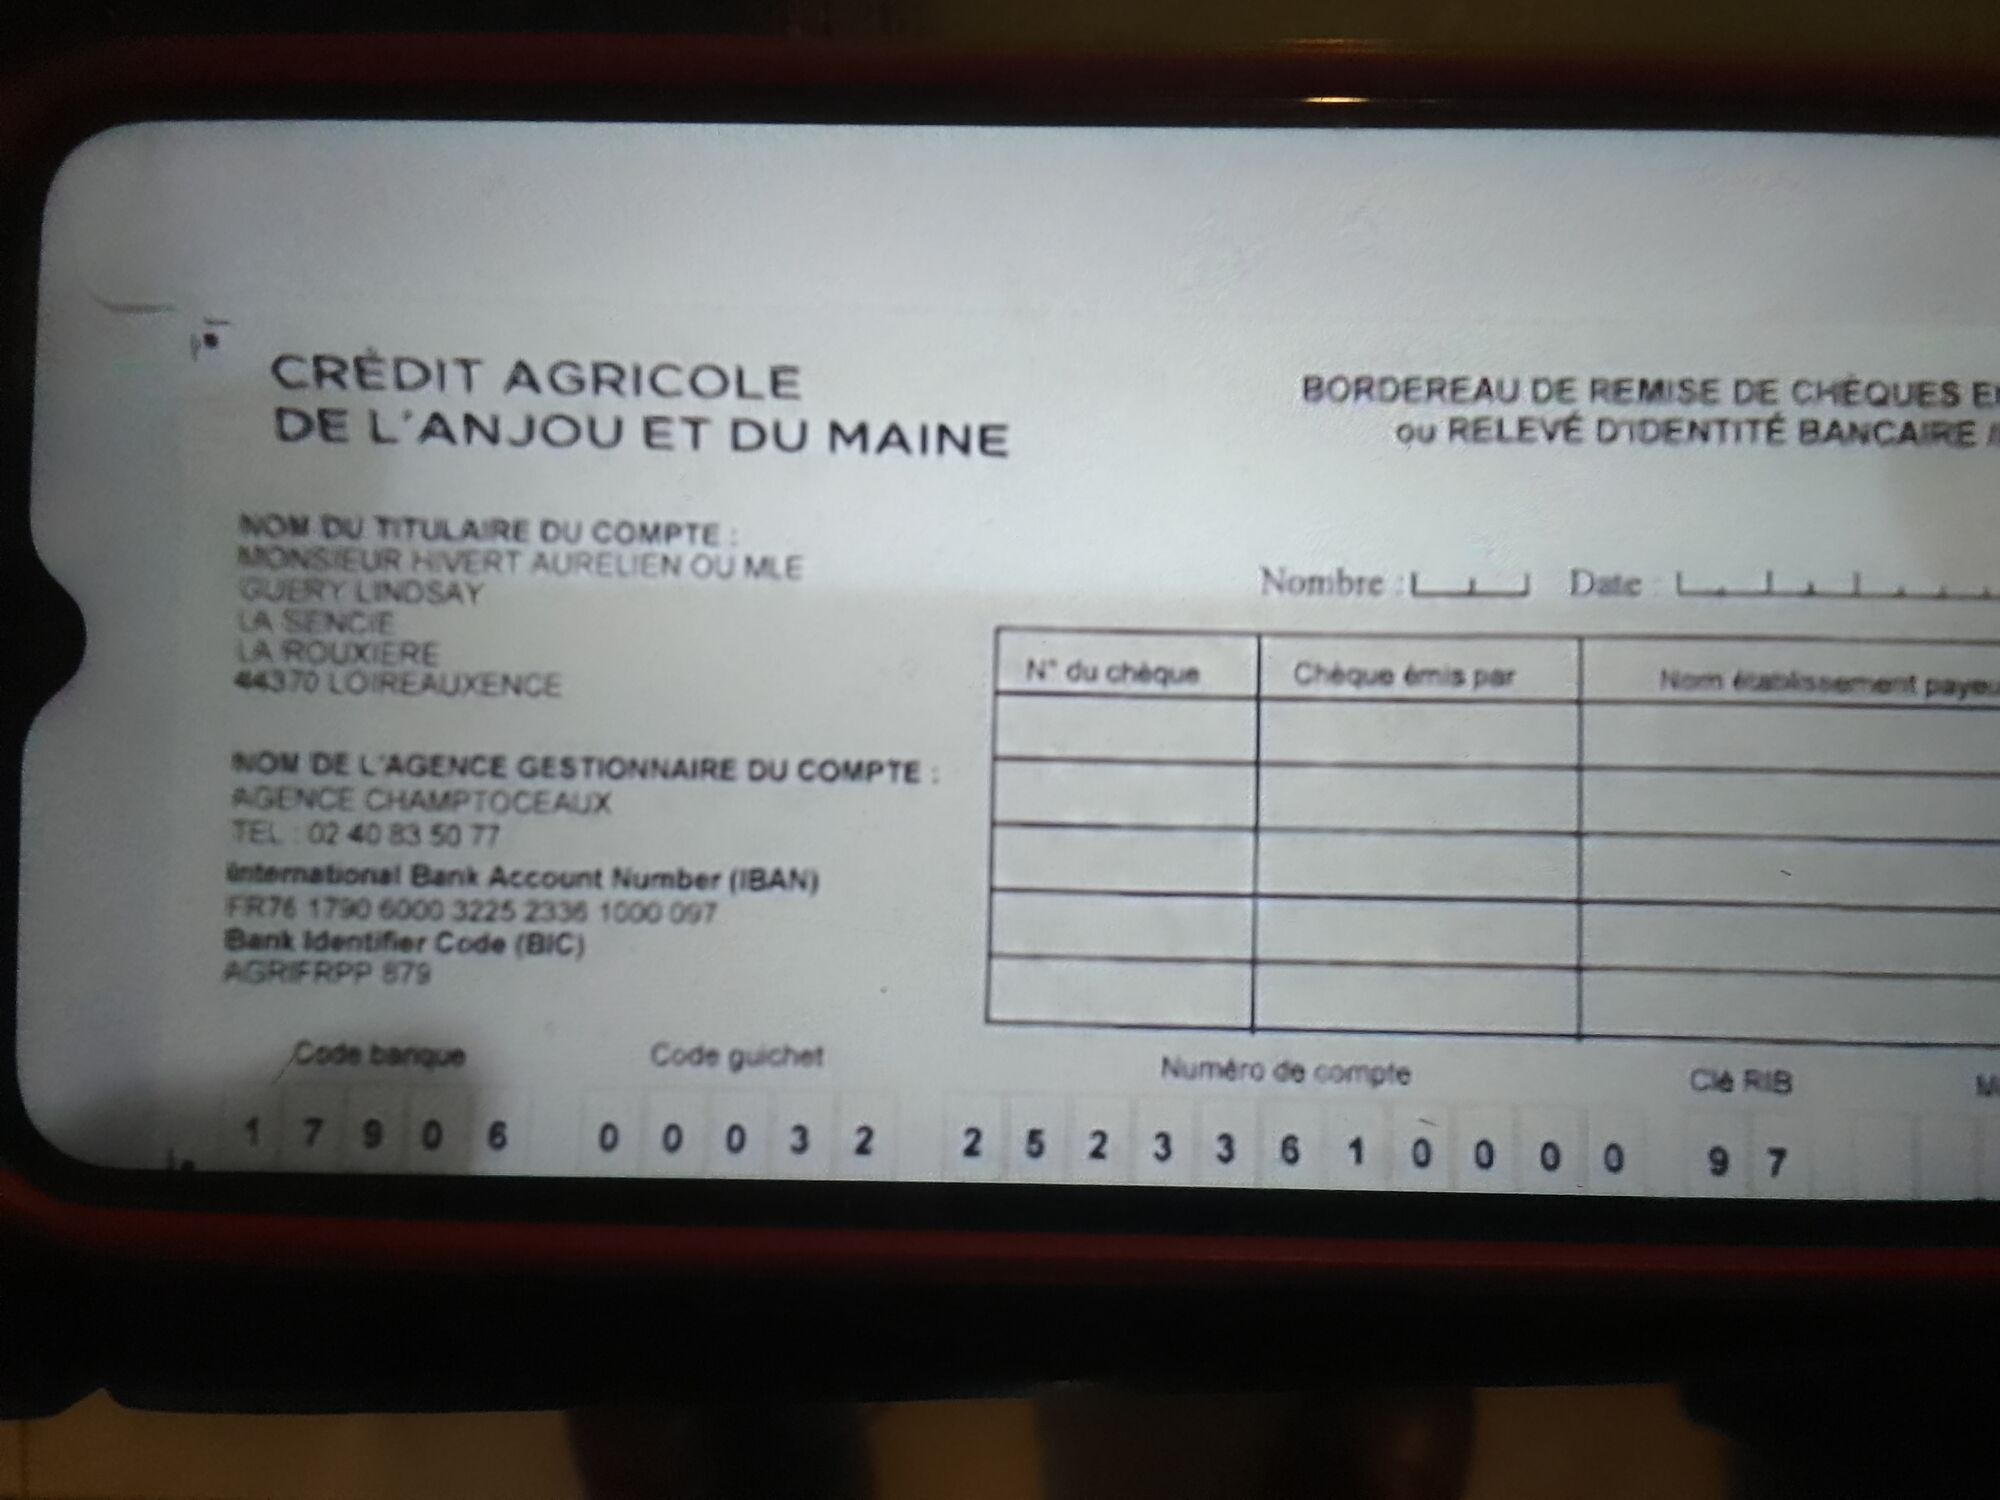 CRÉDIT AGRICOLE
DE L'ANJOU ET DU MAINE
BORDEREAU DE REMISE DE CHÈQUES
ou RELEVÉ D'IDENTITÉ BANCAIRE
NOM DU TITULAIRE DU COMPTE :
MONSIEUR HIVERT AURELIEN OU MLE
GUERY LINDSAY
LA SENCIE
LA ROUXIERE
44370 LOIREAUXENCE
Nombre : Date :
N° du chèque Chèque émis par Nom établissement
NOM DE L'AGENCE GESTIONNAIRE DU COMPTE :
AGENCE CHAMPTOCEAUX
TEL : 02 40 83 50 77
International Bank Account Number (IBAN)
FR76 1790 6000 3225 2336 1000 097
Bank Identifier Code (BIC)
AGRIFRPP 879
Code banque Code guichet Numéro de compte Clé RIB
1 7 9 0 6 0 0 0 3 2 2 5 2 3 3 6 1 0 0 0 0 9 7